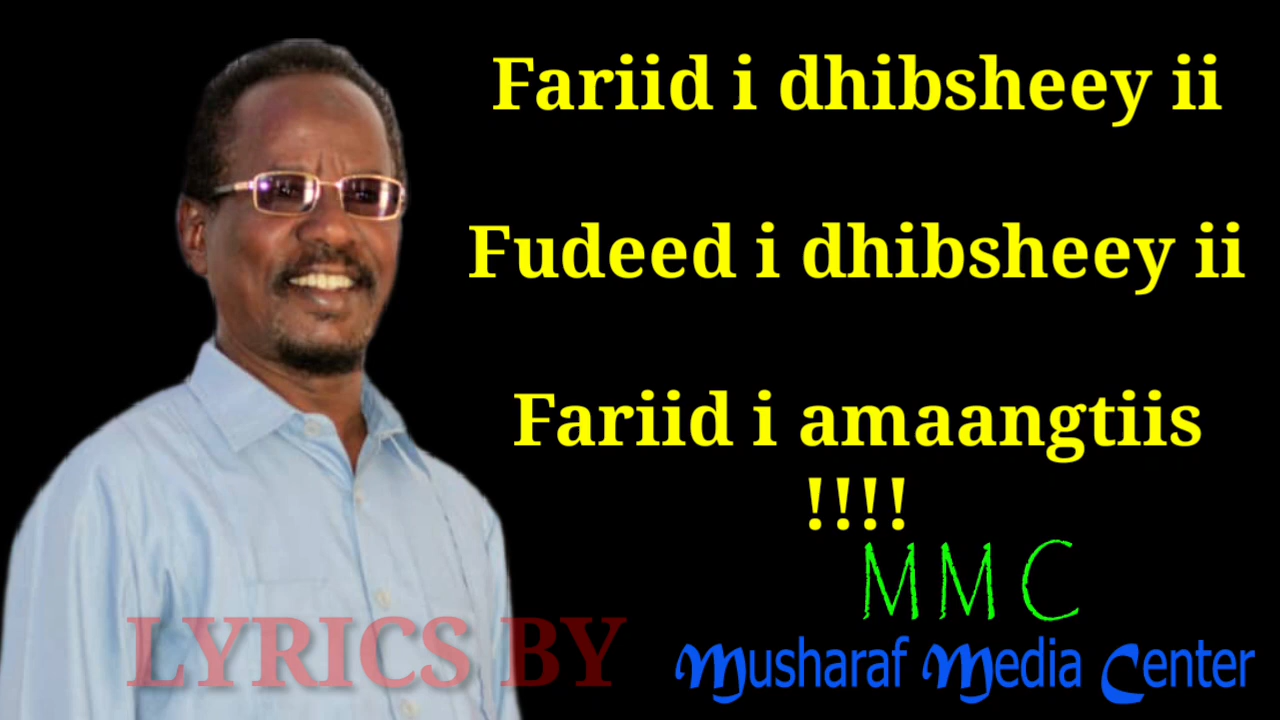 Fariid i dhibsheey ii
Fudeed i dhibsheey ii
Fariid i amaangtiis
!!!!
MMC
LYRICS BY
Musharaf Media Center